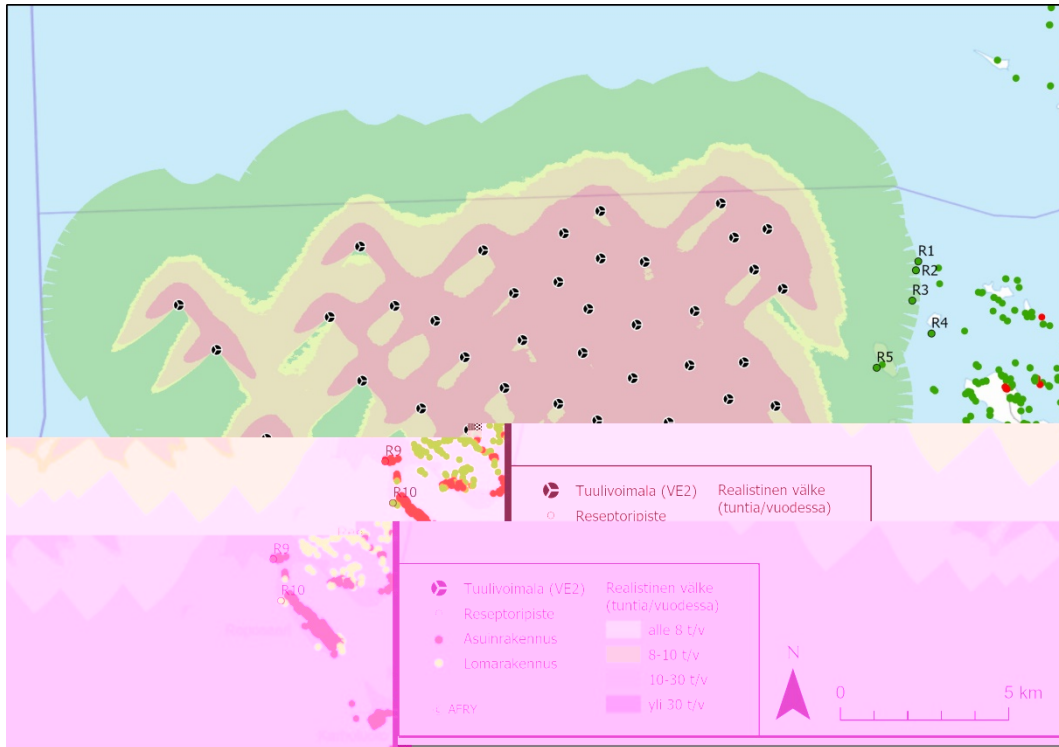 R1
R2
R3
R4
R5
R9
R10
Tuulivoimala (VE2)
Reseptoripiste
Realistinen välke
(tuntia/vuodessa)
R9
R10
Tuulivoimala (VE2)
Reseptoripiste
Asuinrakennus
Lomarakennus
AFRY
Realistinen välke
(tuntia/vuodessa)
alle 8 t/v
8-10 t/v
10-30 t/v
yli 30 t/v
N
0 5 km